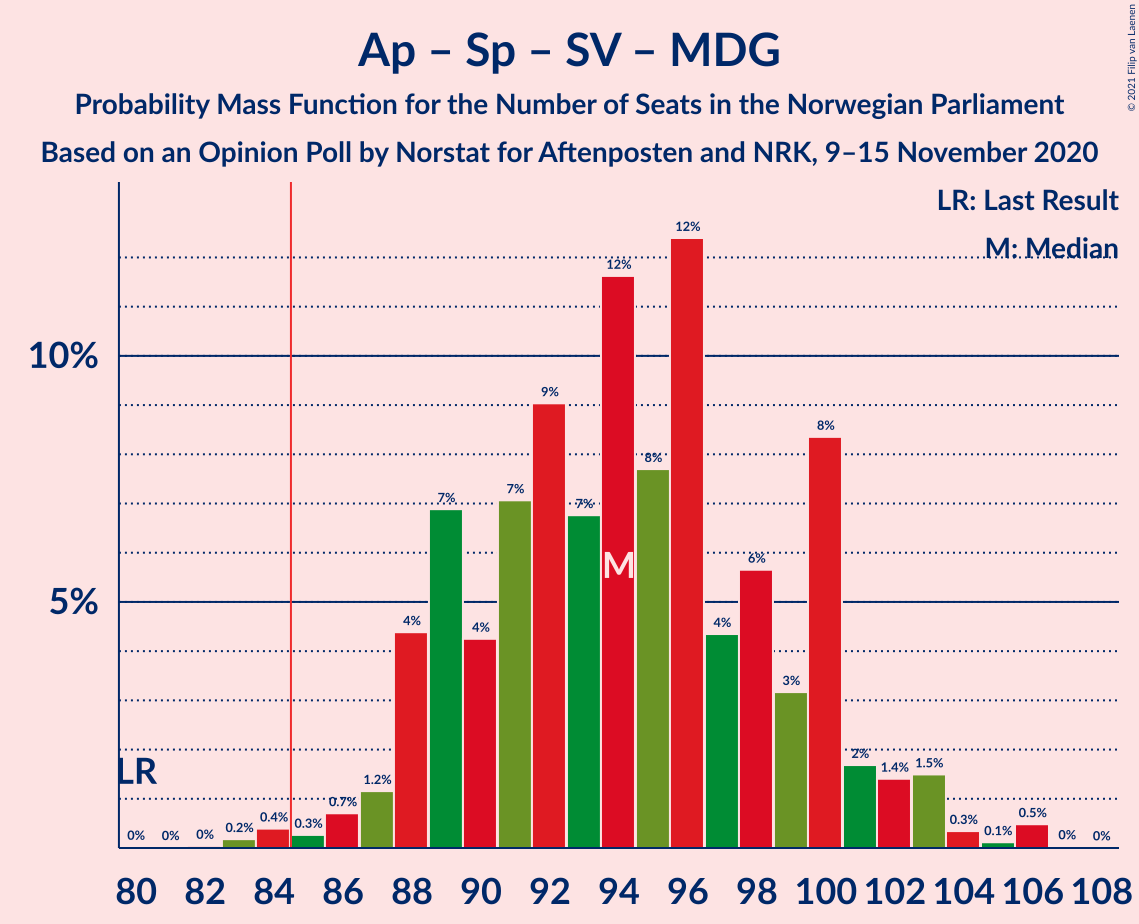 © 2021 Filip van Laenen
Ap – Sp – SV – MDG
Probability Mass Function for the Number of Seats in the Norwegian Parliament
Based on an Opinion Poll by Norstat for Aftenposten and NRK, 9–15 November 2020
LR: Last Result
M: Median
10%
5%
LR
M
0% 0% 0% 0.2% 0.4% 0.3% 0.7% 1.2% 4% 7% 4% 7% 9% 7% 12% 8% 12% 4% 6% 3% 8% 2% 1.4% 1.5% 0.3% 0.1% 0.5% 0% 0%
80 82 84 86 88 90 92 94 96 98 100 102 104 106 108